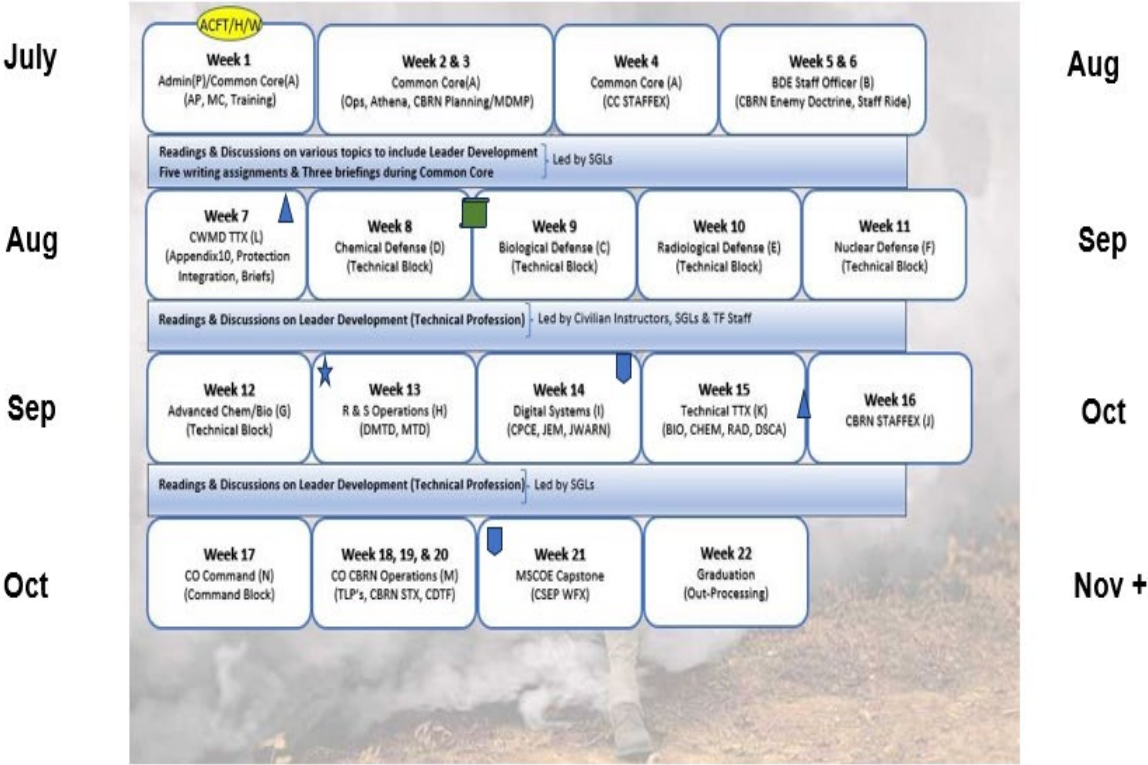 ACFT/H/W
July
Week 1
Admin(P)/Common Core(A)
(AP, MC, Training)
Week 2 & 3
Common Core(A)
(Ops, Athena, CBRN Planning/MDMP)
Week 4
Common Core (A)
(CC STAFFEX)
Week 5 & 6
BDE Staff Officer (B)
(CBRN Enemy Doctrine, Staff Ride)
Aug
Readings & Discussions on various topics to include Leader Development
Five writing assignments & Three briefings during Common Core
Led by SGLs
Aug
Week 7
CWMD TTX (L)
(Appendix10, Protection
Integration, Briefs)
Week 8
Chemical Defense (D)
(Technical Block)
Week 9
Biological Defense (C)
(Technical Block)
Week 10
Radiological Defense (E)
(Technical Block)
Week 11
Nuclear Defense (F)
(Technical Block)
Sep
Readings & Discussions on Leader Development (Technical Profession)
Led by Civilian Instructors, SGLs & TF Staff
Sep
Week 12
Advanced Chem/Bio (G)
(Technical Block)
Week 13
R & S Operations (H)
(DMTD, MTD)
Week 14
Digital Systems (I)
(CPCE, JEM, JWARN)
Week 15
Technical TTX (K)
(BIO, CHEM, RAD, DSCA)
Week 16
CBRN STAFFEX (J)
Oct
Readings & Discussions on Leader Development (Technical Profession)
Led by SGLs
Oct
Week 17
CO Command (N)
(Command Block)
Week 18, 19, & 20
CO CBRN Operations (M)
(TLP's, CBRN STX, CDTF)
Week 21
MSCOE Capstone
(CSEP WFX)
Week 22
Graduation
(Out-Processing)
Nov +